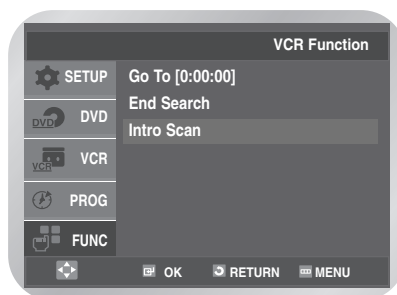 VCR Function
SETUP
DVD
DVD
VCR
VCR
PROG
FUNC
Go To [0:00:00]
End Search
Intro Scan
OK RETURN MENU